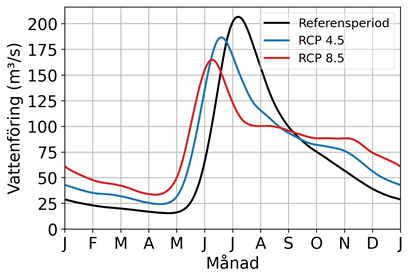 Vattenföring (m³/s)
200
175
150
125
100
75
50
25
0
Referensperiod
RCP 4.5
RCP 8.5
J F M A M J J A S O N D J
Månad